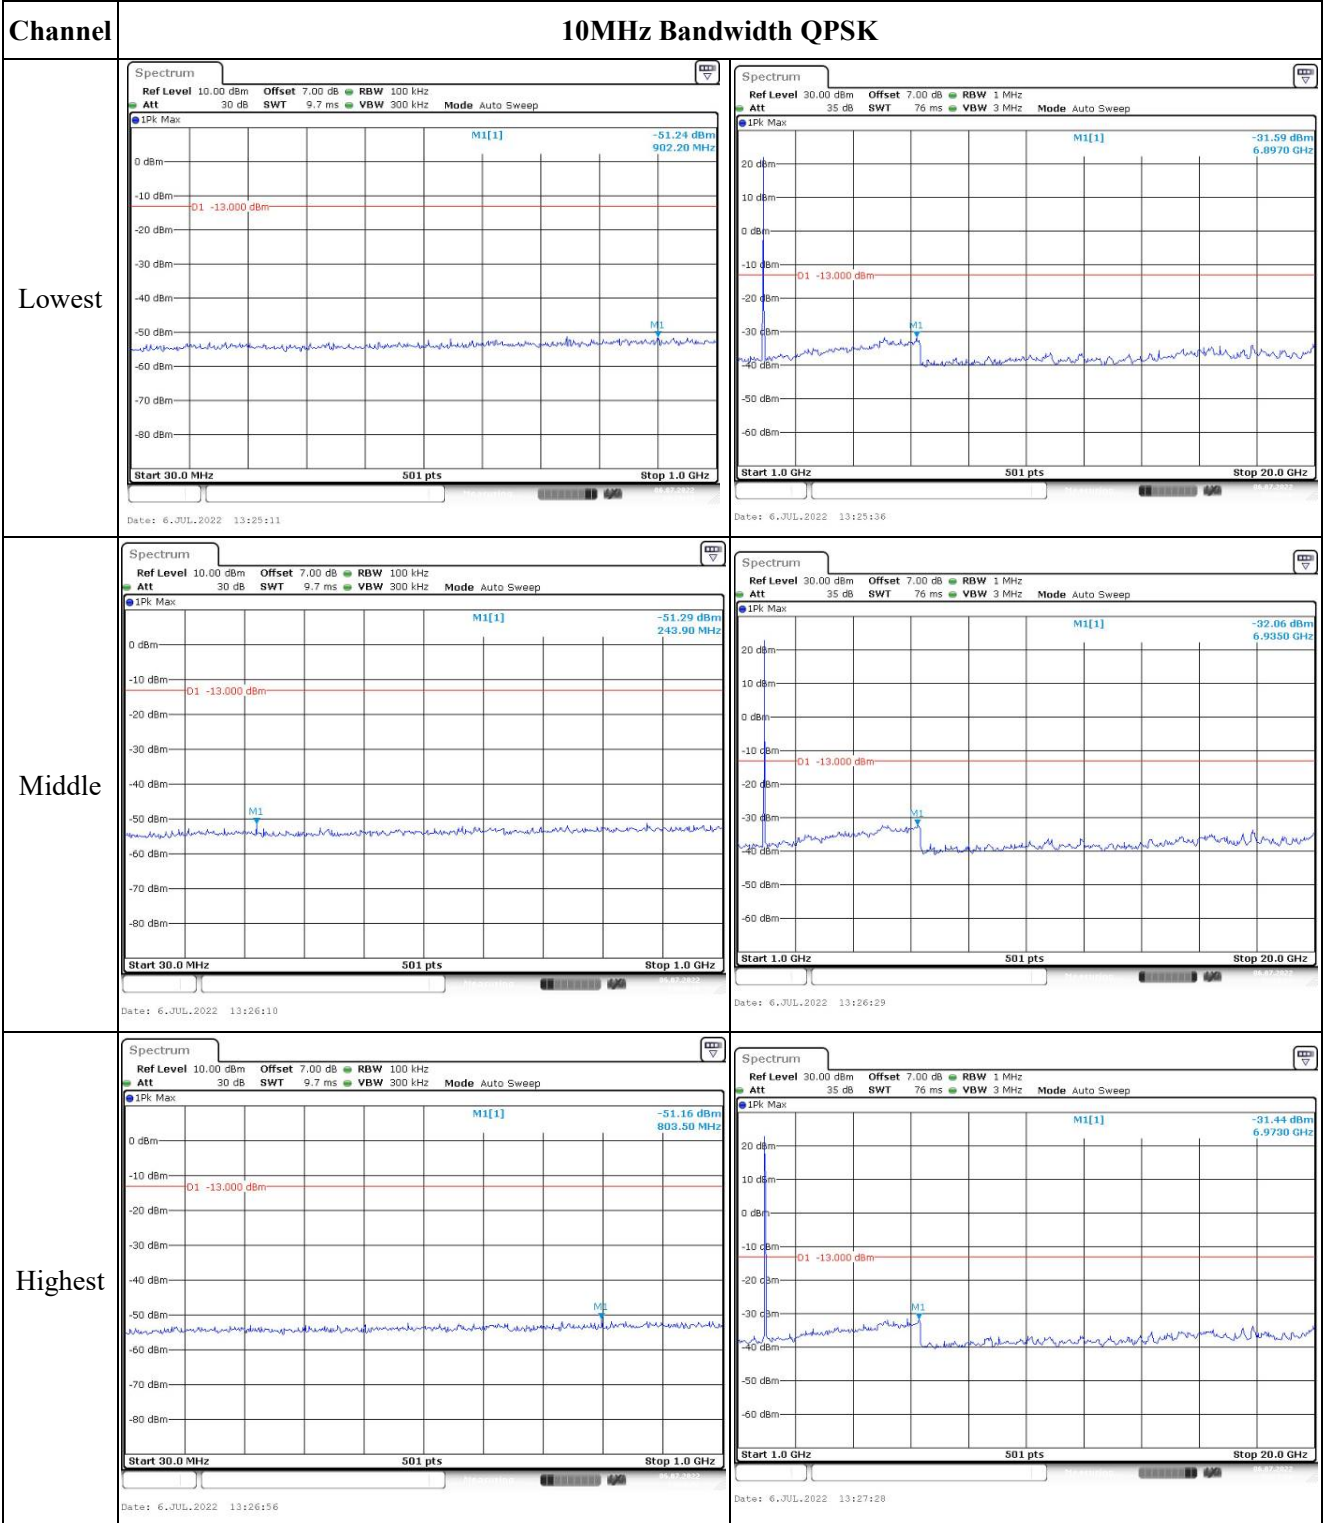 Channel 10MHz Bandwidth QPSK
Lowest
Spectrum
Ref Level 10.00 dBm Offset 7.00 dB RBW 100 kHz
Att 30 dB SWT 9.7 ms VBW 300 kHz Mode Auto Sweep
1Pk Max
M1[1] -51.24 dBm
902.20 MHz
0 dBm
-10 dBm
D1 -13.000 dBm
-20 dBm
-30 dBm
-40 dBm
-50 dBm
M1
-60 dBm
-70 dBm
-80 dBm
Start 30.0 MHz 501 pts Stop 1.0 GHz
Date: 6.JUL.2022 13:25:11
Spectrum
Ref Level 30.00 dBm Offset 7.00 dB RBW 1 MHz
Att 35 dB SWT 76 ms VBW 3 MHz Mode Auto Sweep
1Pk Max
M1[1] -31.59 dBm
6.8970 GHz
20 dBm
10 dBm
0 dBm
-10 dBm
D1 -13.000 dBm
-20 dBm
-30 dBm
M1
-40 dBm
-50 dBm
-60 dBm
Start 1.0 GHz 501 pts Stop 20.0 GHz
Date: 6.JUL.2022 13:25:36
Middle
Spectrum
Ref Level 10.00 dBm Offset 7.00 dB RBW 100 kHz
Att 30 dB SWT 9.7 ms VBW 300 kHz Mode Auto Sweep
1Pk Max
M1[1] -51.29 dBm
243.90 MHz
0 dBm
-10 dBm
D1 -13.000 dBm
-20 dBm
-30 dBm
-40 dBm
M1
-50 dBm
-60 dBm
-70 dBm
-80 dBm
Start 30.0 MHz 501 pts Stop 1.0 GHz
Date: 6.JUL.2022 13:26:10
Spectrum
Ref Level 30.00 dBm Offset 7.00 dB RBW 1 MHz
Att 35 dB SWT 76 ms VBW 3 MHz Mode Auto Sweep
1Pk Max
M1[1] -32.06 dBm
6.9350 GHz
20 dBm
10 dBm
0 dBm
-10 dBm
D1 -13.000 dBm
-20 dBm
-30 dBm
M1
-40 dBm
-50 dBm
-60 dBm
Start 1.0 GHz 501 pts Stop 20.0 GHz
Date: 6.JUL.2022 13:26:29
Highest
Spectrum
Ref Level 10.00 dBm Offset 7.00 dB RBW 100 kHz
Att 30 dB SWT 9.7 ms VBW 300 kHz Mode Auto Sweep
1Pk Max
M1[1] -51.16 dBm
803.50 MHz
0 dBm
-10 dBm
D1 -13.000 dBm
-20 dBm
-30 dBm
-40 dBm
M1
-50 dBm
-60 dBm
-70 dBm
-80 dBm
Start 30.0 MHz 501 pts Stop 1.0 GHz
Date: 6.JUL.2022 13:26:56
Spectrum
Ref Level 30.00 dBm Offset 7.00 dB RBW 1 MHz
Att 35 dB SWT 76 ms VBW 3 MHz Mode Auto Sweep
1Pk Max
M1[1] -31.44 dBm
6.9730 GHz
20 dBm
10 dBm
0 dBm
-10 dBm
D1 -13.000 dBm
-20 dBm
M1
-30 dBm
-40 dBm
-50 dBm
-60 dBm
Start 1.0 GHz 501 pts Stop 20.0 GHz
Date: 6.JUL.2022 13:27:28